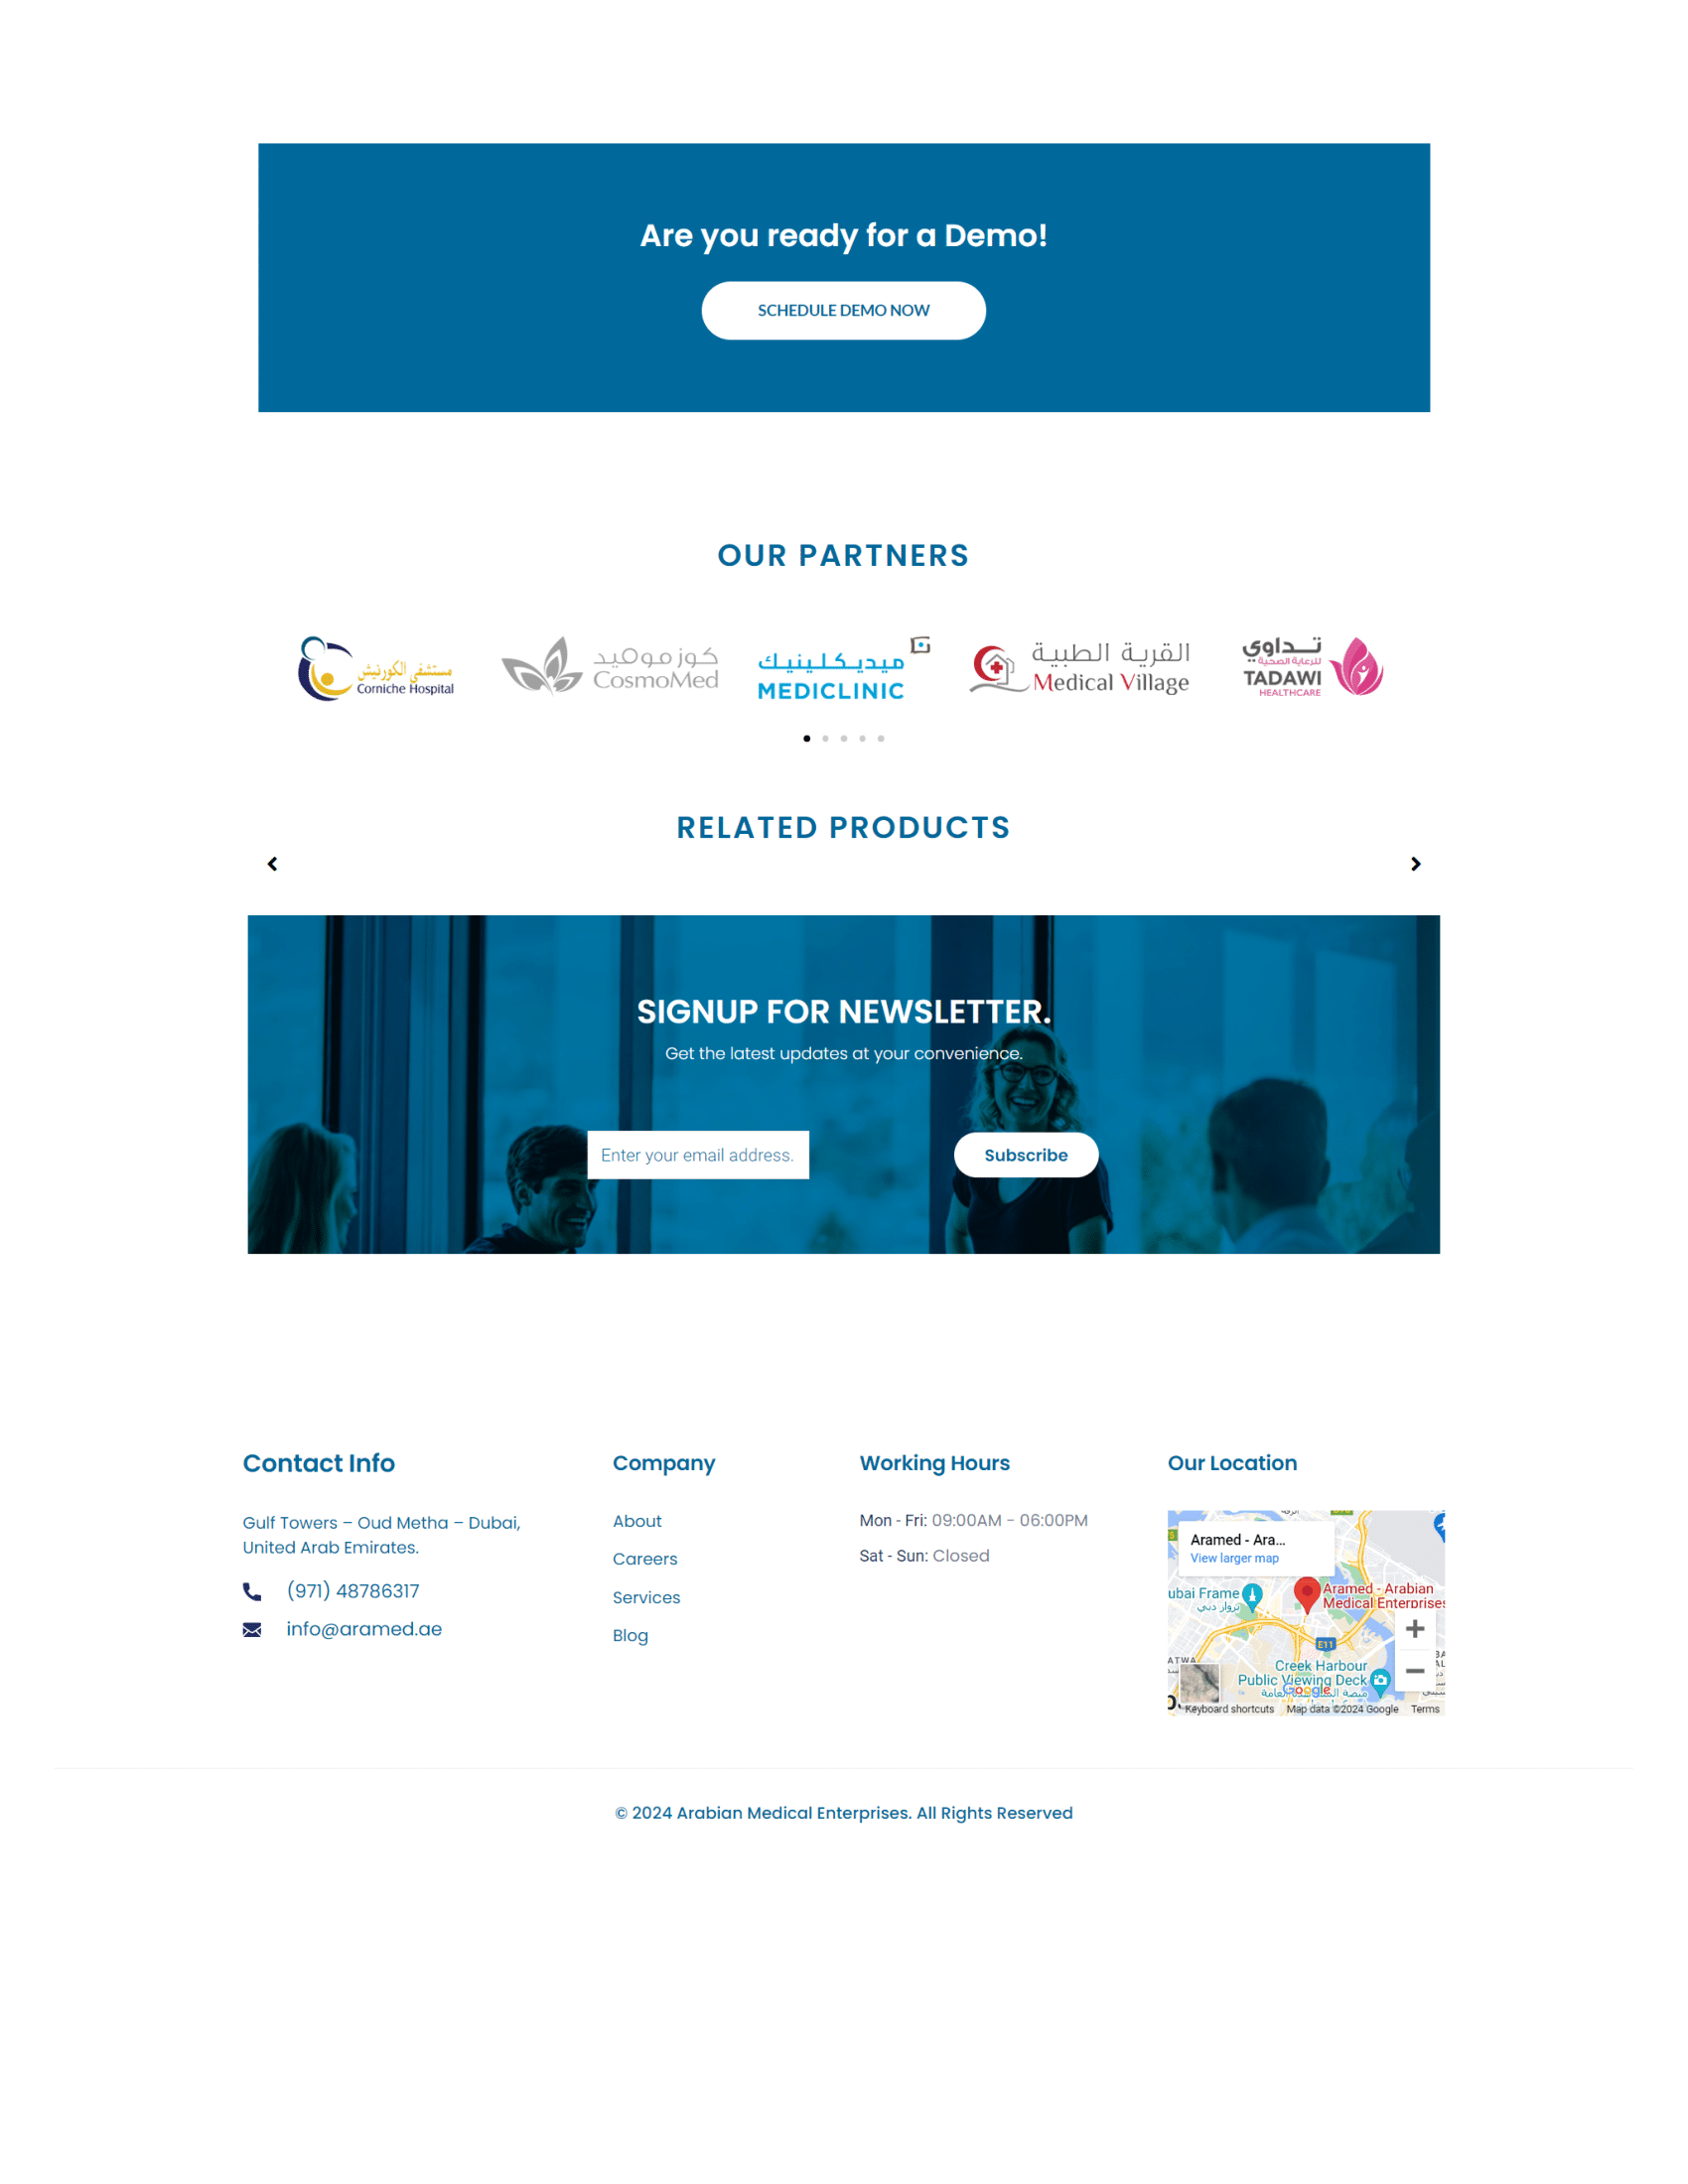 Are you ready for a Demo!
SCHEDULE DEMO NOW
OUR PARTNERS
مستشفى الكورنيش
Corniche Hospital
كوزموميد
CosmoMed
ميديكلينيك
MEDICLINIC
القرية الطبية
Medical Village
تداوي
للرعاية الصحية
TADAWI
HEALTHCARE
RELATED PRODUCTS
SIGNUP FOR NEWSLETTER.
Get the latest updates at your convenience.
Enter your email address.
Subscribe
Contact Info
Gulf Towers – Oud Metha – Dubai,
United Arab Emirates.
(971) 48786317
info@aramed.ae
Company
About
Careers
Services
Blog
Working Hours
Mon - Fri: 09:00AM - 06:00PM
Sat - Sun: Closed
Our Location
Aramed - Ara...
View larger map
ubai Frame
برواز دبي
Aramed - Arabian
Medical Enterprises
E11
Creek Harbour
Public Viewing Deck
Google
Keyboard shortcuts
Map data ©2024 Google
Terms
© 2024 Arabian Medical Enterprises. All Rights Reserved